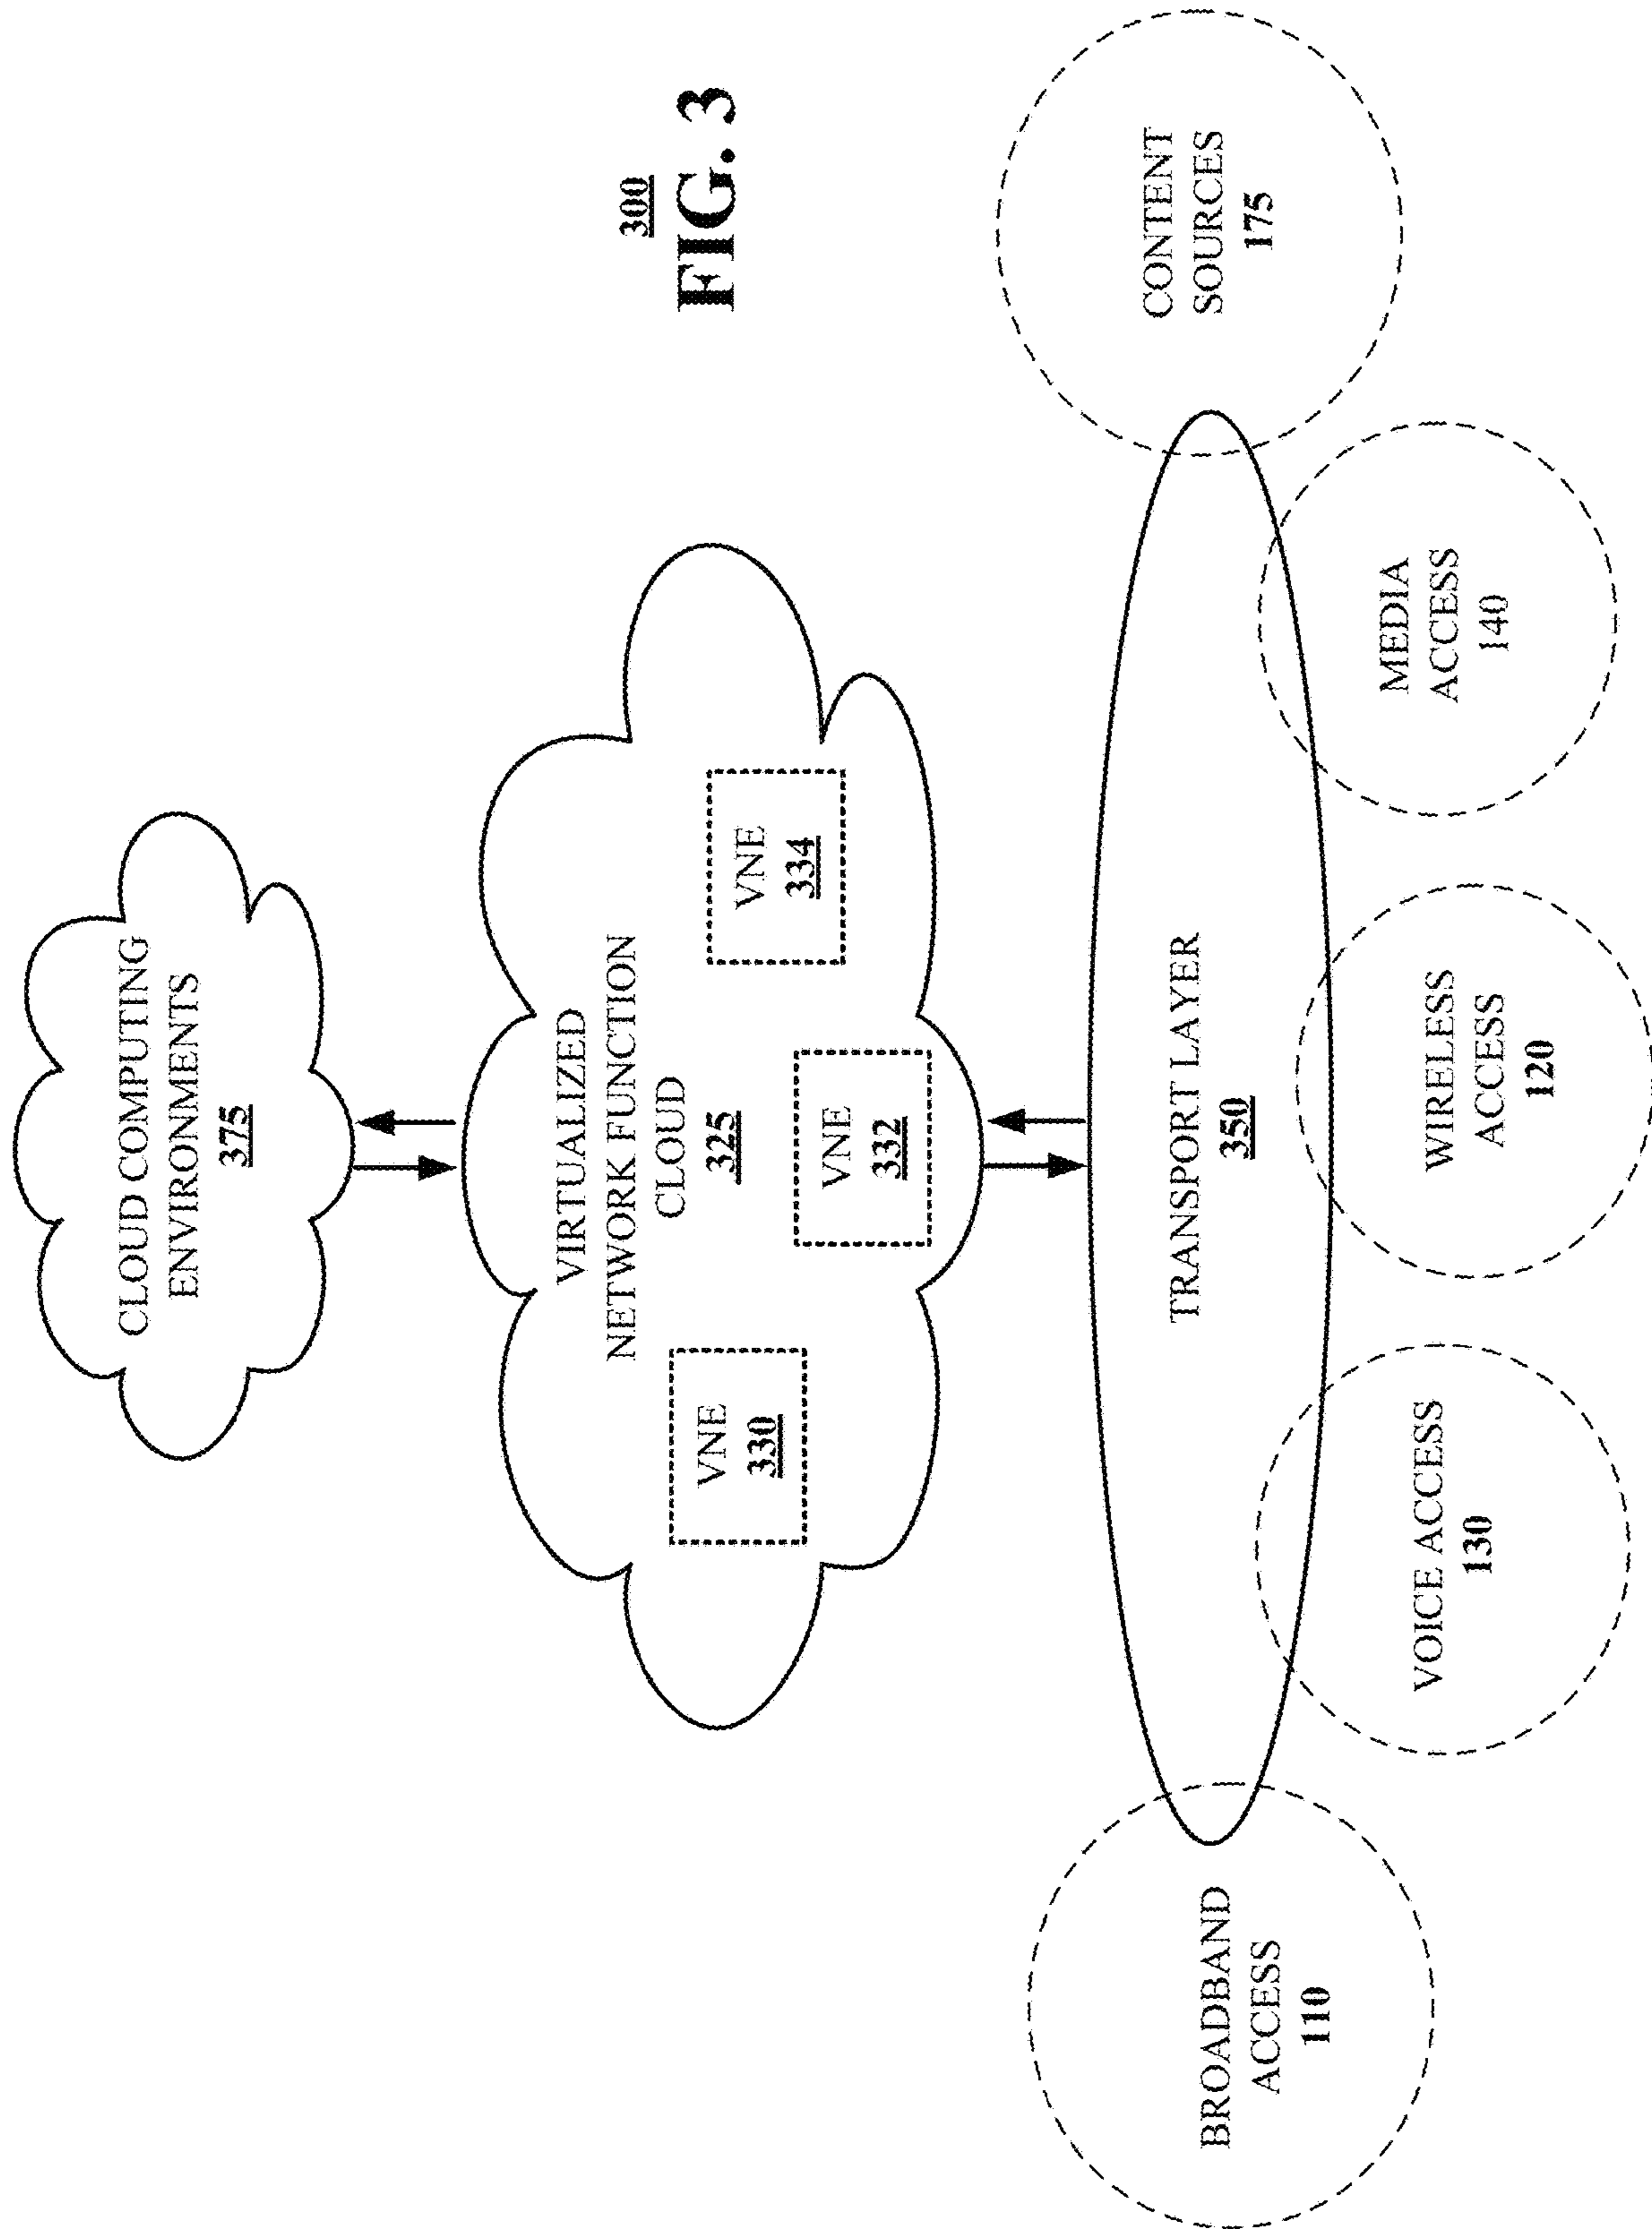 CLOUD COMPUTING
ENVIRONMENTS
375
VIRTUALIZED
NETWORK FUNCTION
CLOUD
325
VNE
330
VNE
332
VNE
334
300
FIG. 3
TRANSPORT LAYER
350
BROADBAND
ACCESS
110
VOICE ACCESS
130
WIRELESS
ACCESS
120
MEDIA
ACCESS
140
CONTENT
SOURCES
175